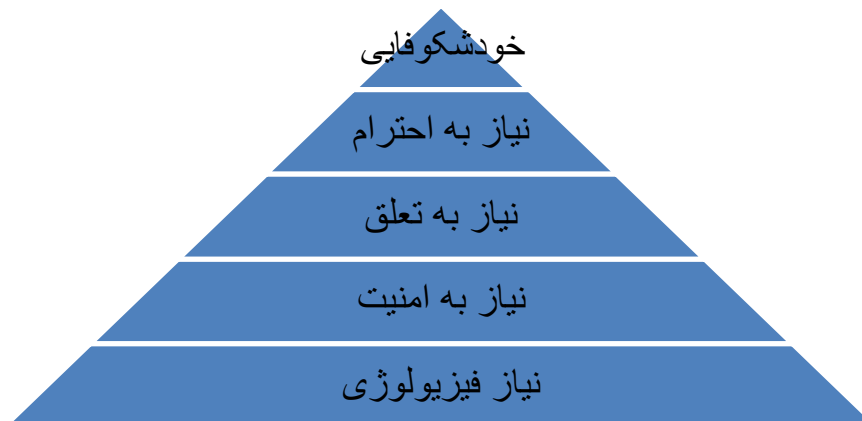 خودشکوفایی
نیاز به احترام
نیاز به تعلق
نیاز به امنیت
نیاز فیزیولوژی